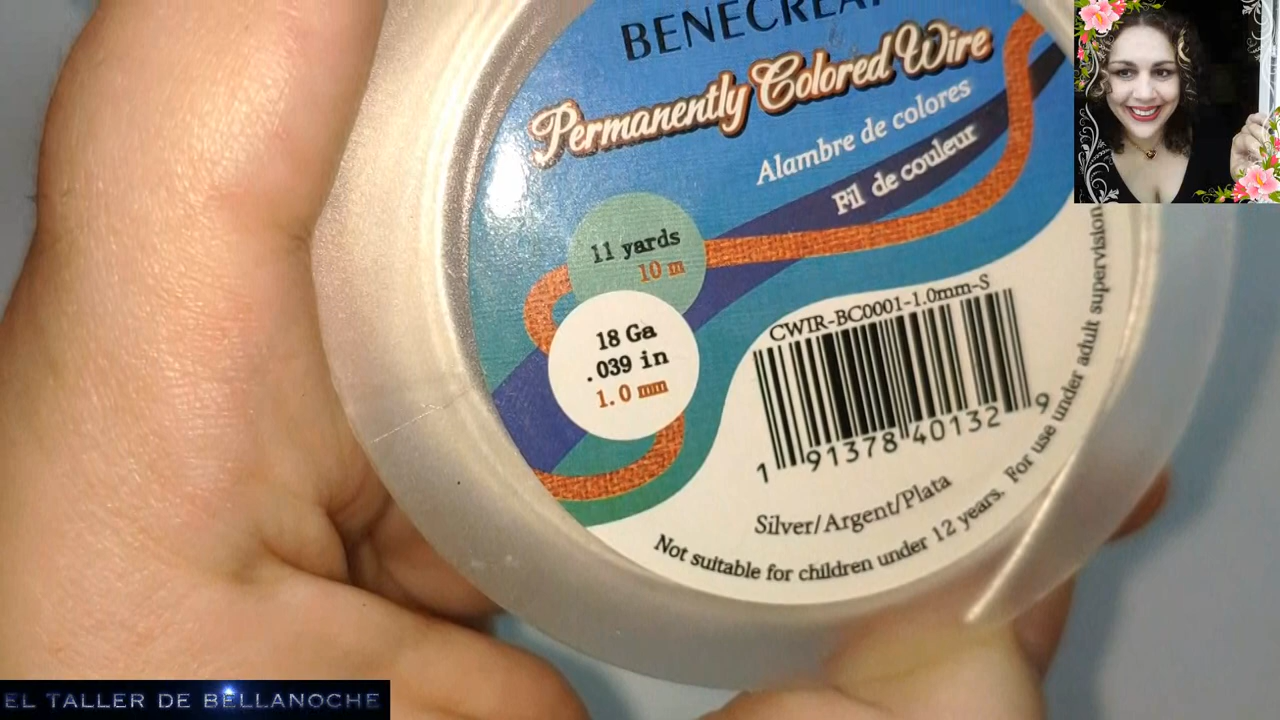 BENECREAT
Permanently Colored Wire
Alambre de colores
Fil de couleur
11 yards
10 m
18 Ga
.039 in
1.0 mm
CWIR-BC0001-1.0mm-S
1 91378 40132 9
Silver/Argent/Plata
Not suitable for children under 12 years. For use under adult supervision
EL TALLER DE BELLANOCHE